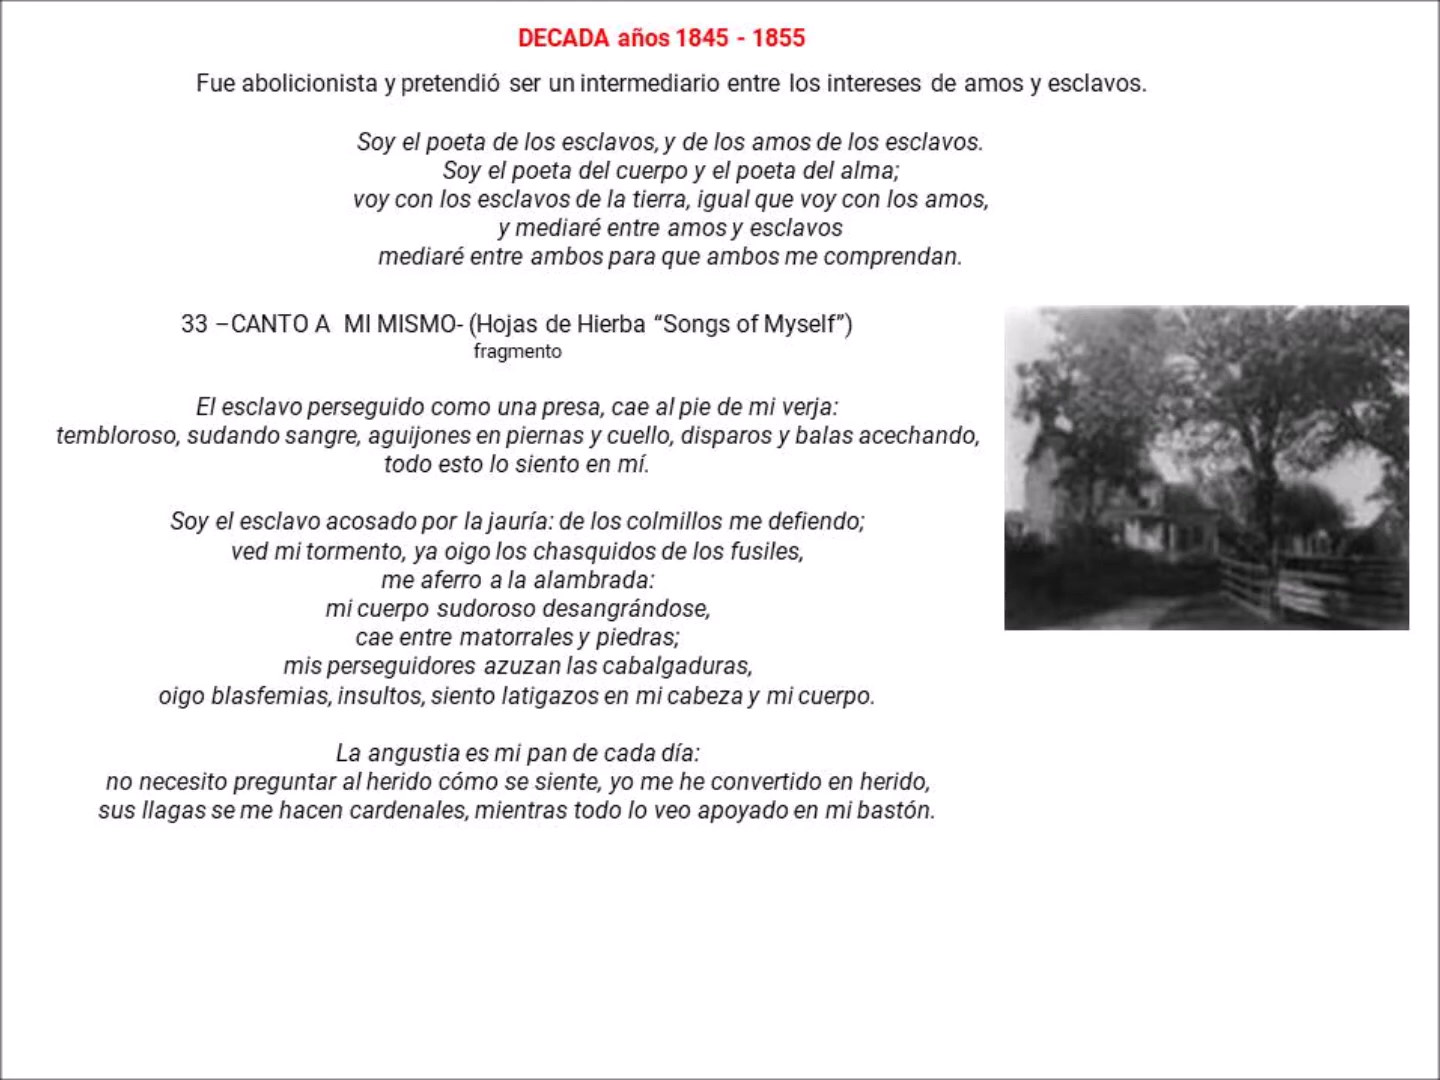 DECADA años 1845 - 1855
Fue abolicionista y pretendió ser un intermediario entre los intereses de amos y esclavos.
Soy el poeta de los esclavos, y de los amos de los esclavos.
Soy el poeta del cuerpo y el poeta del alma;
voy con los esclavos de la tierra, igual que voy con los amos,
y mediaré entre amos y esclavos
mediaré entre ambos para que ambos me comprendan.
33 –CANTO A MI MISMO- (Hojas de Hierba “Songs of Myself”)
fragmento
El esclavo perseguido como una presa, cae al pie de mi verja:
tembloroso, sudando sangre, aguijones en piernas y cuello, disparos y balas acechando,
todo esto lo siento en mí.
Soy el esclavo acosado por la jauría: de los colmillos me defiendo;
ved mi tormento, ya oigo los chasquidos de los fusiles,
me aferro a la alambrada:
mi cuerpo sudoroso desangrándose,
cae entre matorrales y piedras;
mis perseguidores azuzan las cabalgaduras,
oigo blasfemias, insultos, siento latigazos en mi cabeza y mi cuerpo.
La angustia es mi pan de cada día:
no necesito preguntar al herido cómo se siente, yo me he convertido en herido,
sus llagas se me hacen cardenales, mientras todo lo veo apoyado en mi bastón.